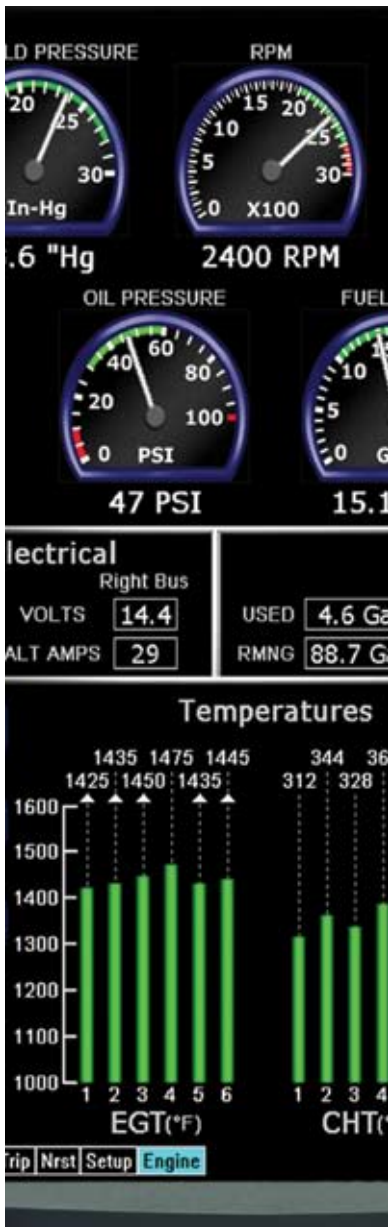 LD PRESSURE
RPM
20
25
30
In-Hg
0
5
10
15
20
25
30
X100
.6 "Hg
2400 RPM
OIL PRESSURE
FUEL
0
20
40
60
80
100
PSI
0
5
10
G
47 PSI
15.1
lectrical
Right Bus
VOLTS 14.4
USED 4.6 Ga
ALT AMPS 29
RMNG 88.7 Ga
Temperatures
1435 1475 1445
344 36
1425 1450 1435
312 328
1600
1500
1400
1300
1200
1100
1000
1 2 3 4 5 6
1 2 3 4
EGT(°F)
CHT(°
Trip Nrst Setup Engine